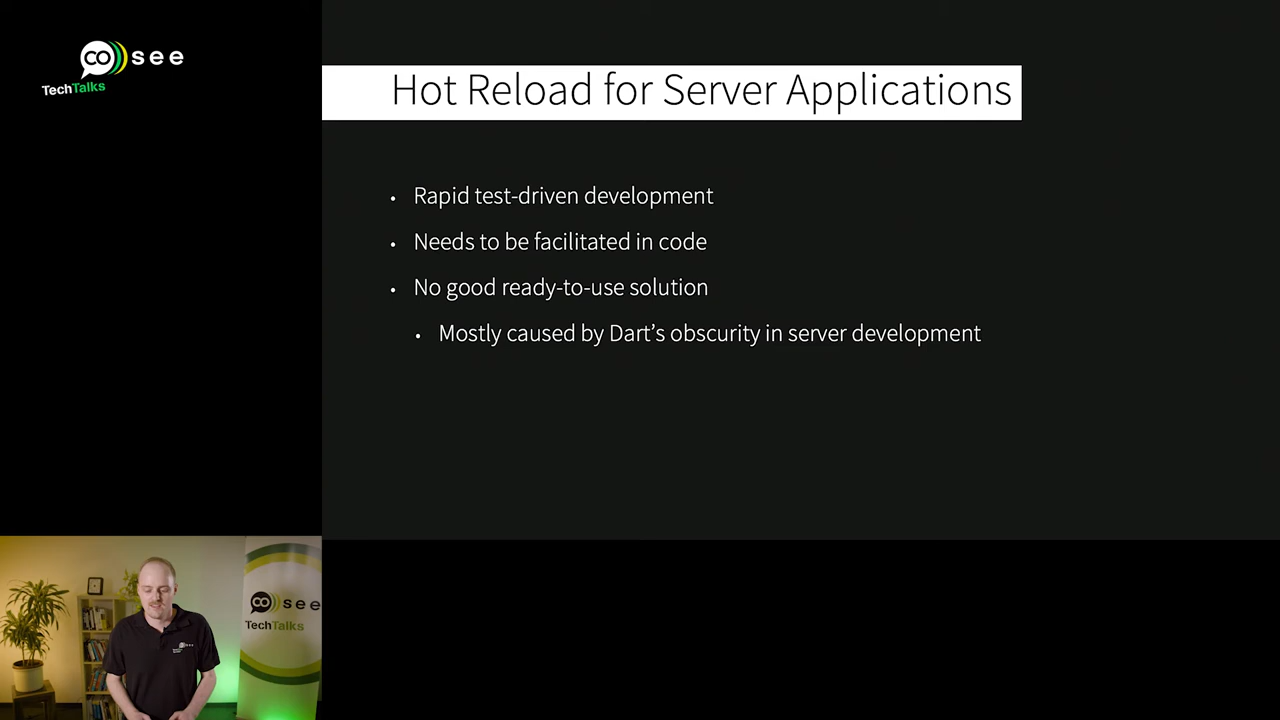 co see
TechTalks
Hot Reload for Server Applications
• Rapid test-driven development
• Needs to be facilitated in code
• No good ready-to-use solution
• Mostly caused by Dart's obscurity in server development
co see
TechTalks